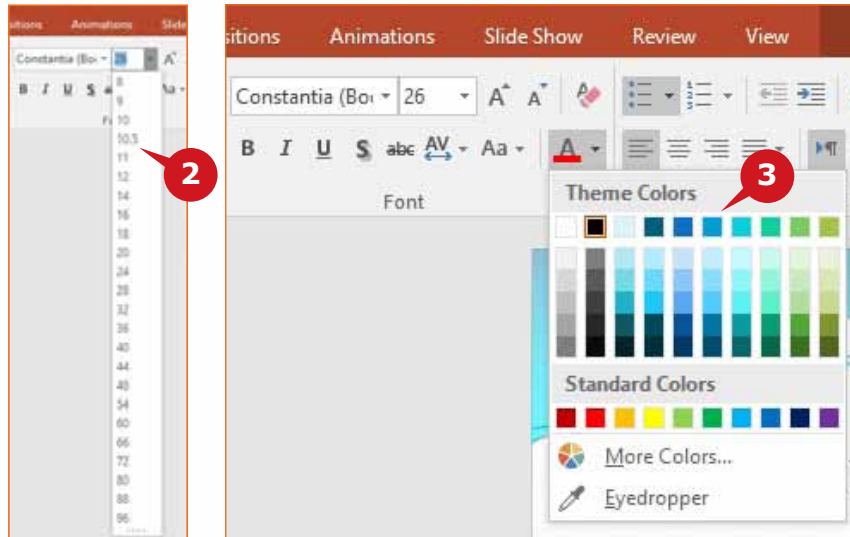 Animations Slide
Constantia (Bo
B I U S
8
9
10
10.5
11
12
14
16
18
20
24
28
32
36
40
44
48
54
60
66
72
80
88
96
2
sitions Animations Slide Show Review View
Constantia (Bo 26 A A
B I U S abc AV Aa A
Font
3
Theme Colors
Standard Colors
More Colors...
Eyedropper